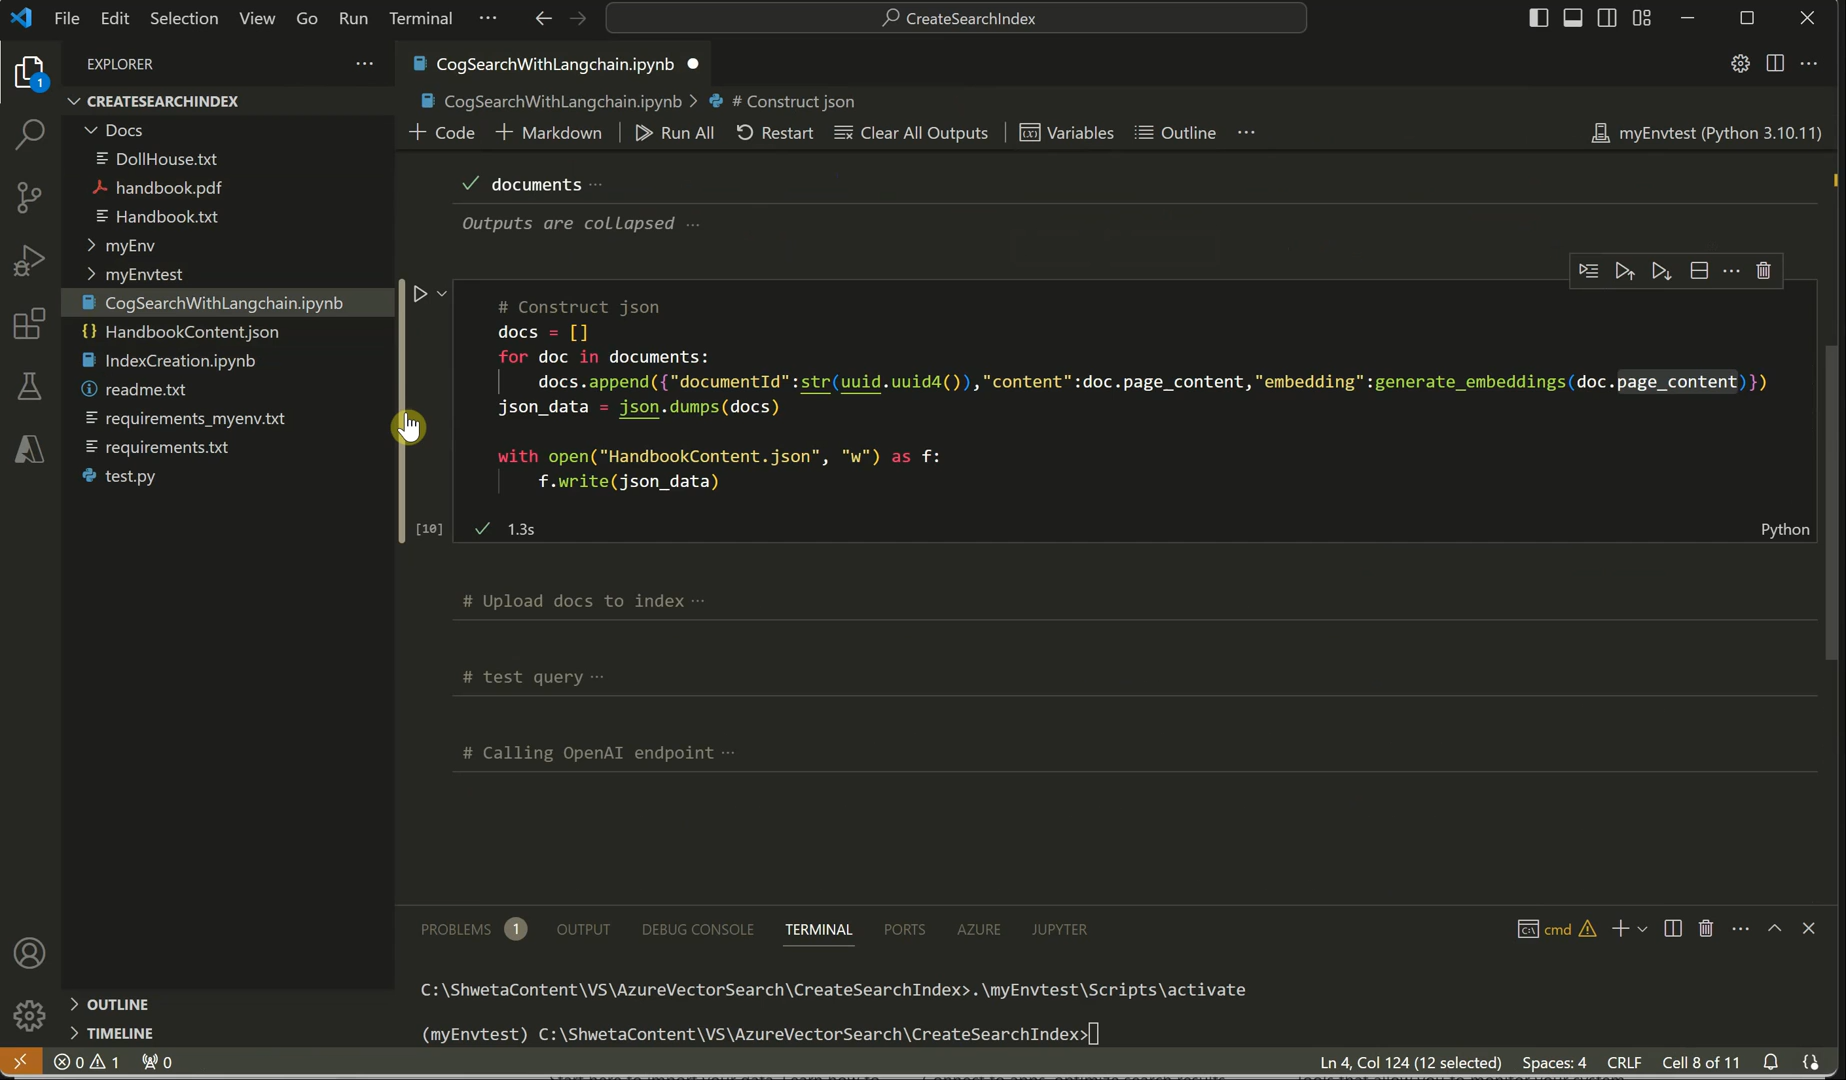 File Edit Selection View Go Run Terminal ··· CreateSearchIndex
EXPLORER ···
CogSearchWithLangchain.ipynb
CREATESEARCHINDEX
CogSearchWithLangchain.ipynb > # Construct json
Docs
+ Code + Markdown Run All Restart Clear All Outputs Variables Outline ··· myEnvtest (Python 3.10.11)
DollHouse.txt
handbook.pdf
Handbook.txt
myEnv
myEnvtest
CogSearchWithLangchain.ipynb
HandbookContent.json
IndexCreation.ipynb
readme.txt
requirements_myenv.txt
requirements.txt
test.py
documents ···
Outputs are collapsed ···
# Construct json
docs = []
for doc in documents:
docs.append({"documentId":str(uuid.uuid4()),"content":doc.page_content,"embedding":generate_embeddings(doc.page_content)})
json_data = json.dumps(docs)
with open("HandbookContent.json", "w") as f:
f.write(json_data)
[10] 1.3s Python
# Upload docs to index ···
# test query ···
# Calling OpenAI endpoint ···
PROBLEMS 1 OUTPUT DEBUG CONSOLE TERMINAL PORTS AZURE JUPYTER cmd
C:\ShwetaContent\VS\AzureVectorSearch\CreateSearchIndex>.\myEnvtest\Scripts\activate
(myEnvtest) C:\ShwetaContent\VS\AzureVectorSearch\CreateSearchIndex>
OUTLINE
TIMELINE
0 1 0 Ln 4, Col 124 (12 selected) Spaces: 4 CRLF Cell 8 of 11